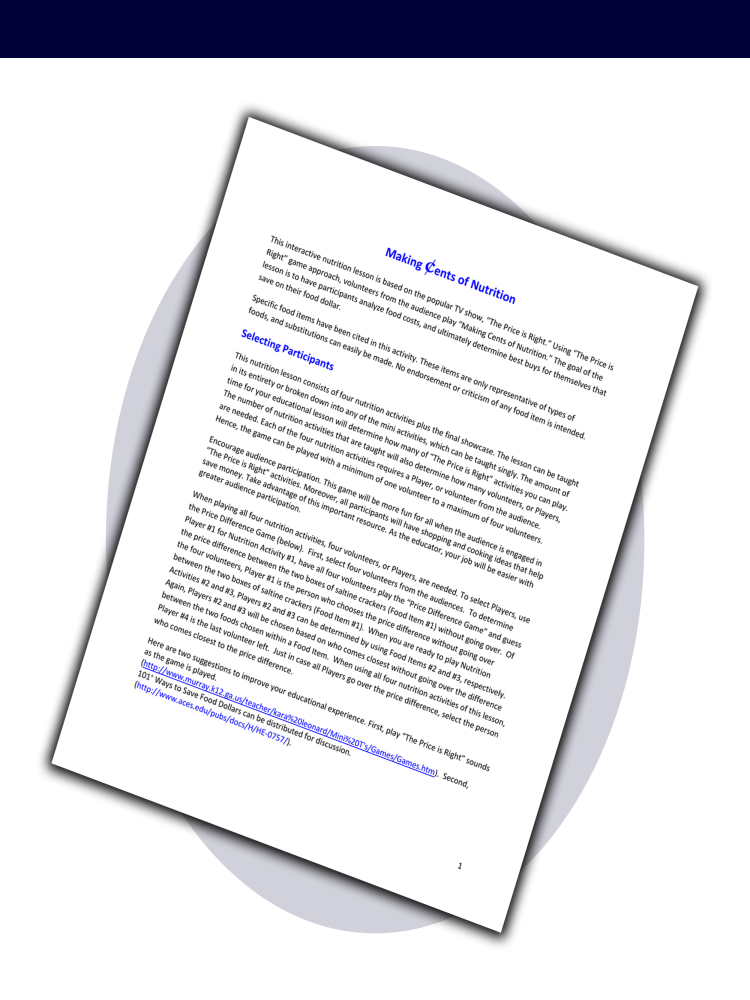 Making ₵ents of Nutrition
This interactive nutrition lesson is based on the popular TV show, "The Price is Right." Using "The Price is
Right" game approach, volunteers from the audience play "Making Cents of Nutrition." The goal of the
lesson is to have participants analyze food costs, and ultimately determine best buys for themselves that
save on their food dollar.
Specific food items have been cited in this activity. These items are only representative of types of
foods, and substitutions can easily be made. No endorsement or criticism of any food item is intended.
Selecting Participants
This nutrition lesson consists of four nutrition activities plus the final showcase. The lesson can be taught
in its entirety or broken down into any of the mini activities, which can be taught singly. The amount of
time for your educational lesson will determine how many of "The Price is Right" activities you can play.
The number of nutrition activities that are taught will also determine how many volunteers, or Players,
are needed. Each of the four nutrition activities requires a Player, or volunteer from the audience.
Hence, the game can be played with a minimum of one volunteer to a maximum of four volunteers.
Encourage audience participation. This game will be more fun for all when the audience is engaged in
"The Price is Right" activities. Moreover, all participants will have shopping and cooking ideas that help
save money. Take advantage of this important resource. As the educator, your job will be easier with
greater audience participation.
When playing all four nutrition activities, four volunteers, or Players, are needed. To select Players, use
the Price Difference Game (below). First, select four volunteers from the audiences. To determine
Player #1 for Nutrition Activity #1, have all four volunteers play the "Price Difference Game" and guess
the price difference between the two boxes of saltine crackers (Food Item #1) without going over. Of
the four volunteers, Player #1 is the person who chooses the price difference without going over
between the two boxes of saltine crackers (Food Item #1). When you are ready to play Nutrition
Activities #2 and #3, Players #2 and #3 can be determined by using Food Items #2 and #3, respectively.
Again, Players #2 and #3 will be chosen based on who comes closest without going over the difference
between the two foods chosen within a Food Item. When using all four nutrition activities of this lesson,
Player #4 is the last volunteer left. Just in case all Players go over the price difference, select the person
who comes closest to the price difference.
Here are two suggestions to improve your educational experience. First, play "The Price is Right" sounds
as the game is played.
(http://www.murray.k12.ga.us/teacher/kara%20leonard/Mini%20T's/Games/Games.htm). Second,
101⁺ Ways to Save Food Dollars can be distributed for discussion.
(http://www.aces.edu/pubs/docs/H/HE-0757/).
1